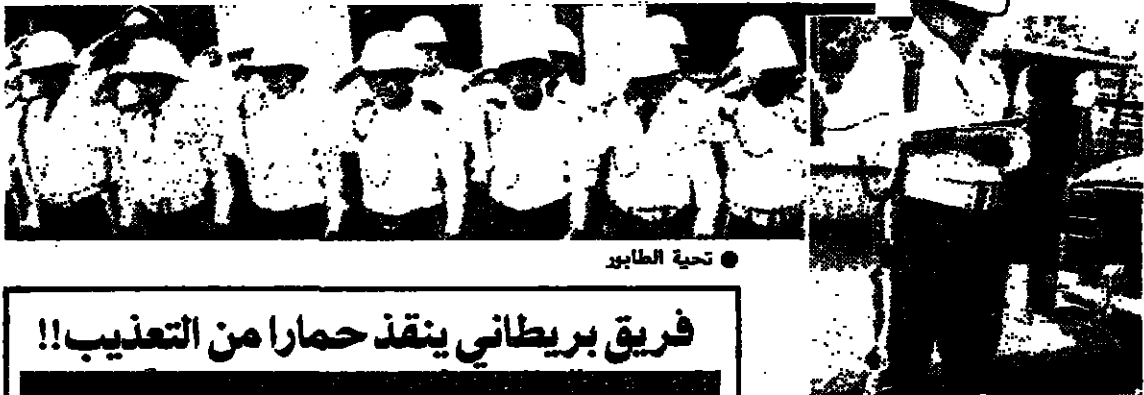 ● تحية الطابور
فريق بريطاني ينقذ حمارا من التعذيب!!